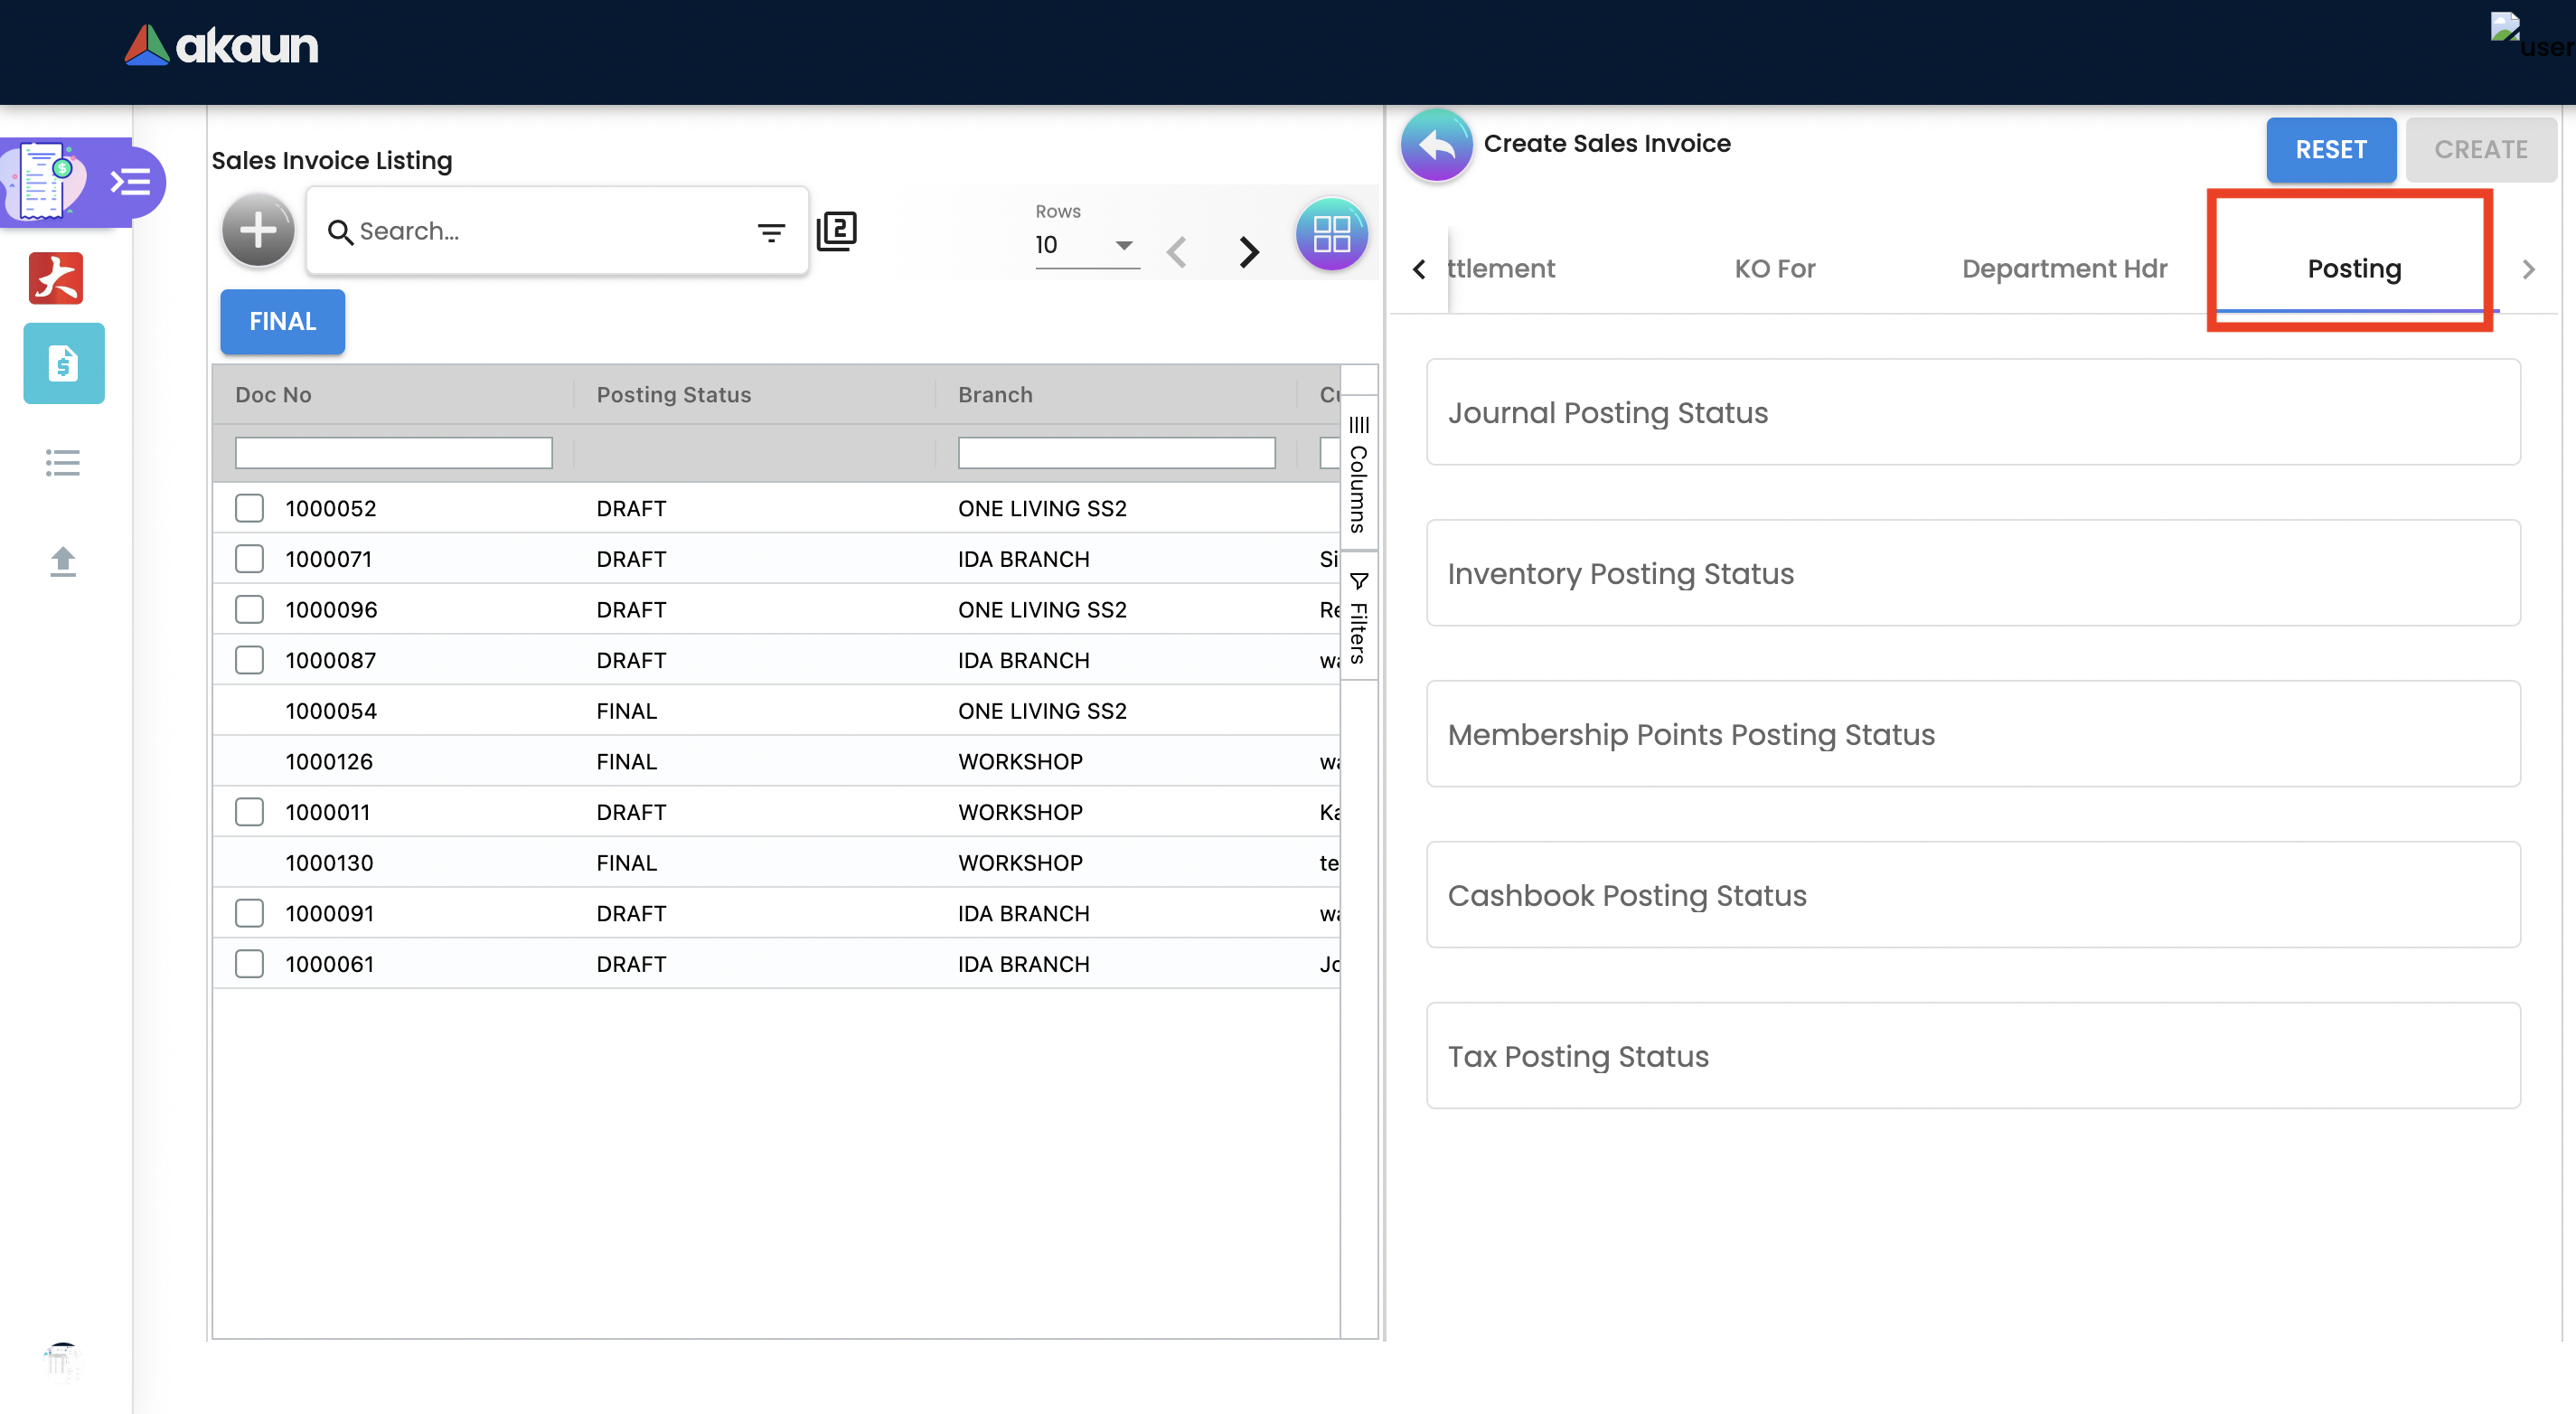 akaun
user
Sales Invoice Listing
Search...
2
Rows
10
FINAL
Doc No Posting Status Branch
1000052 DRAFT ONE LIVING SS2
1000071 DRAFT IDA BRANCH Si
1000096 DRAFT ONE LIVING SS2 Re
1000087 DRAFT IDA BRANCH wa
1000054 FINAL ONE LIVING SS2
1000126 FINAL WORKSHOP wa
1000011 DRAFT WORKSHOP Ka
1000130 FINAL WORKSHOP te
1000091 DRAFT IDA BRANCH wa
1000061 DRAFT IDA BRANCH Jo
Columns
Filters
Create Sales Invoice
RESET
CREATE
ttlement KO For Department Hdr Posting
Journal Posting Status
Inventory Posting Status
Membership Points Posting Status
Cashbook Posting Status
Tax Posting Status